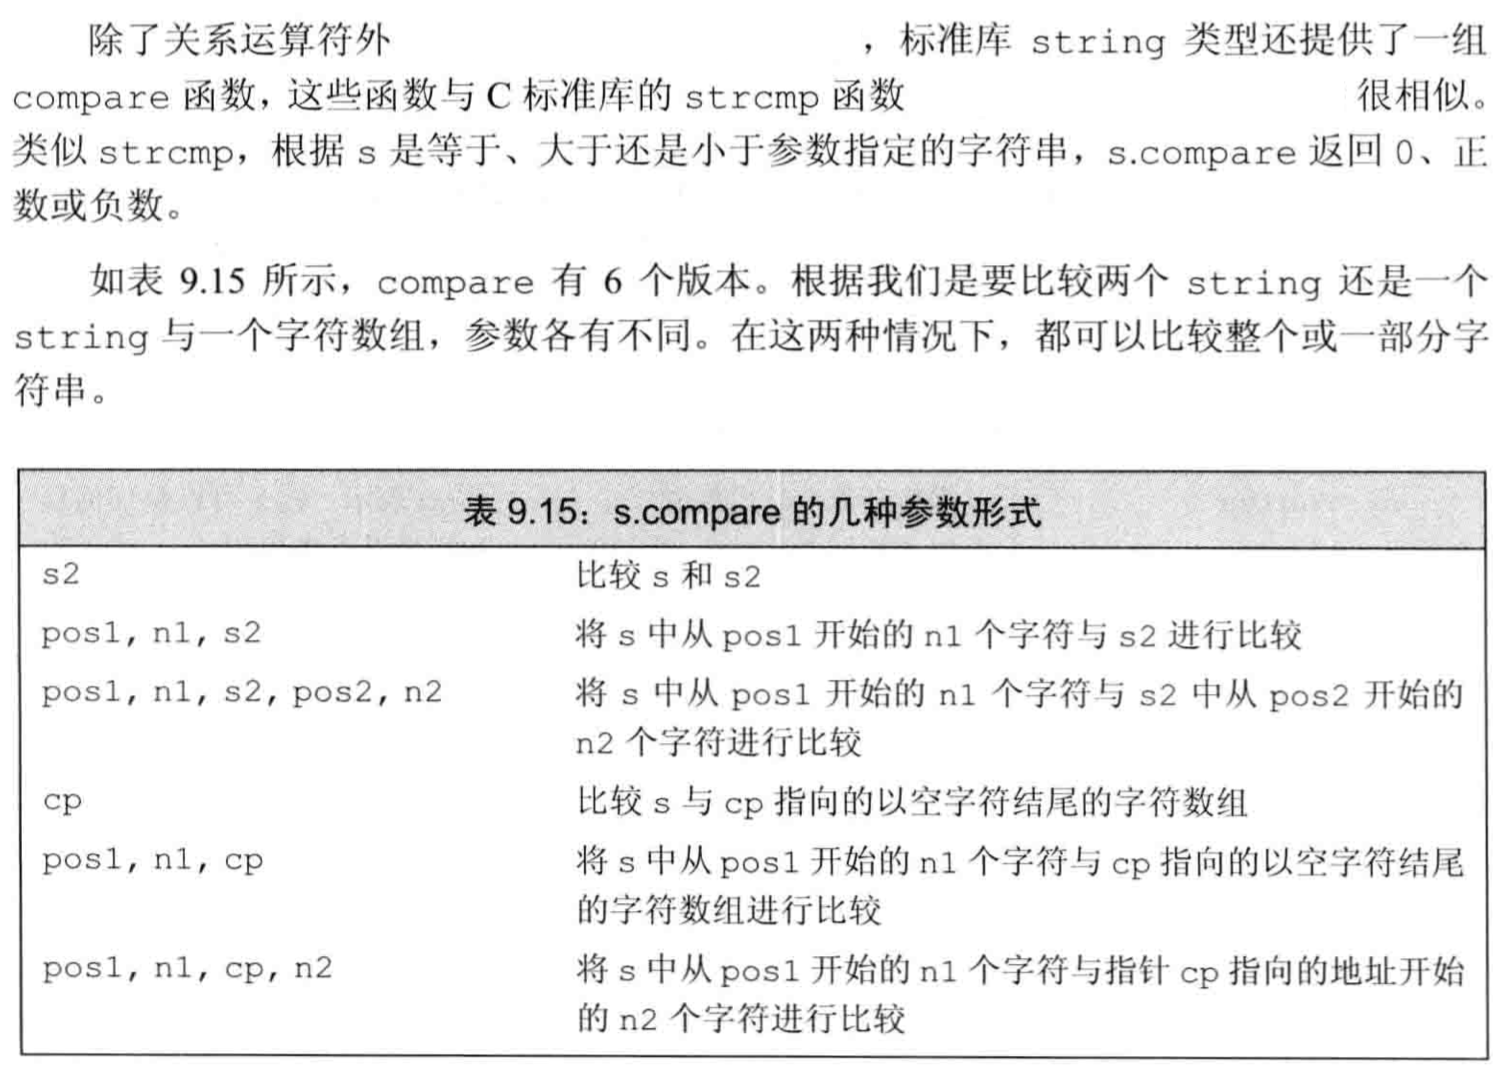 除了关系运算符外，标准库 string 类型还提供了一组
compare 函数，这些函数与 C 标准库的 strcmp 函数很相似。
类似 strcmp，根据 s 是等于、大于还是小于参数指定的字符串，s.compare 返回 0、正
数或负数。
如表 9.15 所示，compare 有 6 个版本。根据我们是要比较两个 string 还是一个
string 与一个字符数组，参数各有不同。在这两种情况下，都可以比较整个或一部分字
符串。
表 9.15：s.compare 的几种参数形式
s2 比较 s 和 s2
pos1, n1, s2 将 s 中从 pos1 开始的 n1 个字符与 s2 进行比较
pos1, n1, s2, pos2, n2 将 s 中从 pos1 开始的 n1 个字符与 s2 中从 pos2 开始的
n2 个字符进行比较
cp 比较 s 与 cp 指向的以空字符结尾的字符数组
pos1, n1, cp 将 s 中从 pos1 开始的 n1 个字符与 cp 指向的以空字符结尾
的字符数组进行比较
pos1, n1, cp, n2 将 s 中从 pos1 开始的 n1 个字符与指针 cp 指向的地址开始
的 n2 个字符进行比较